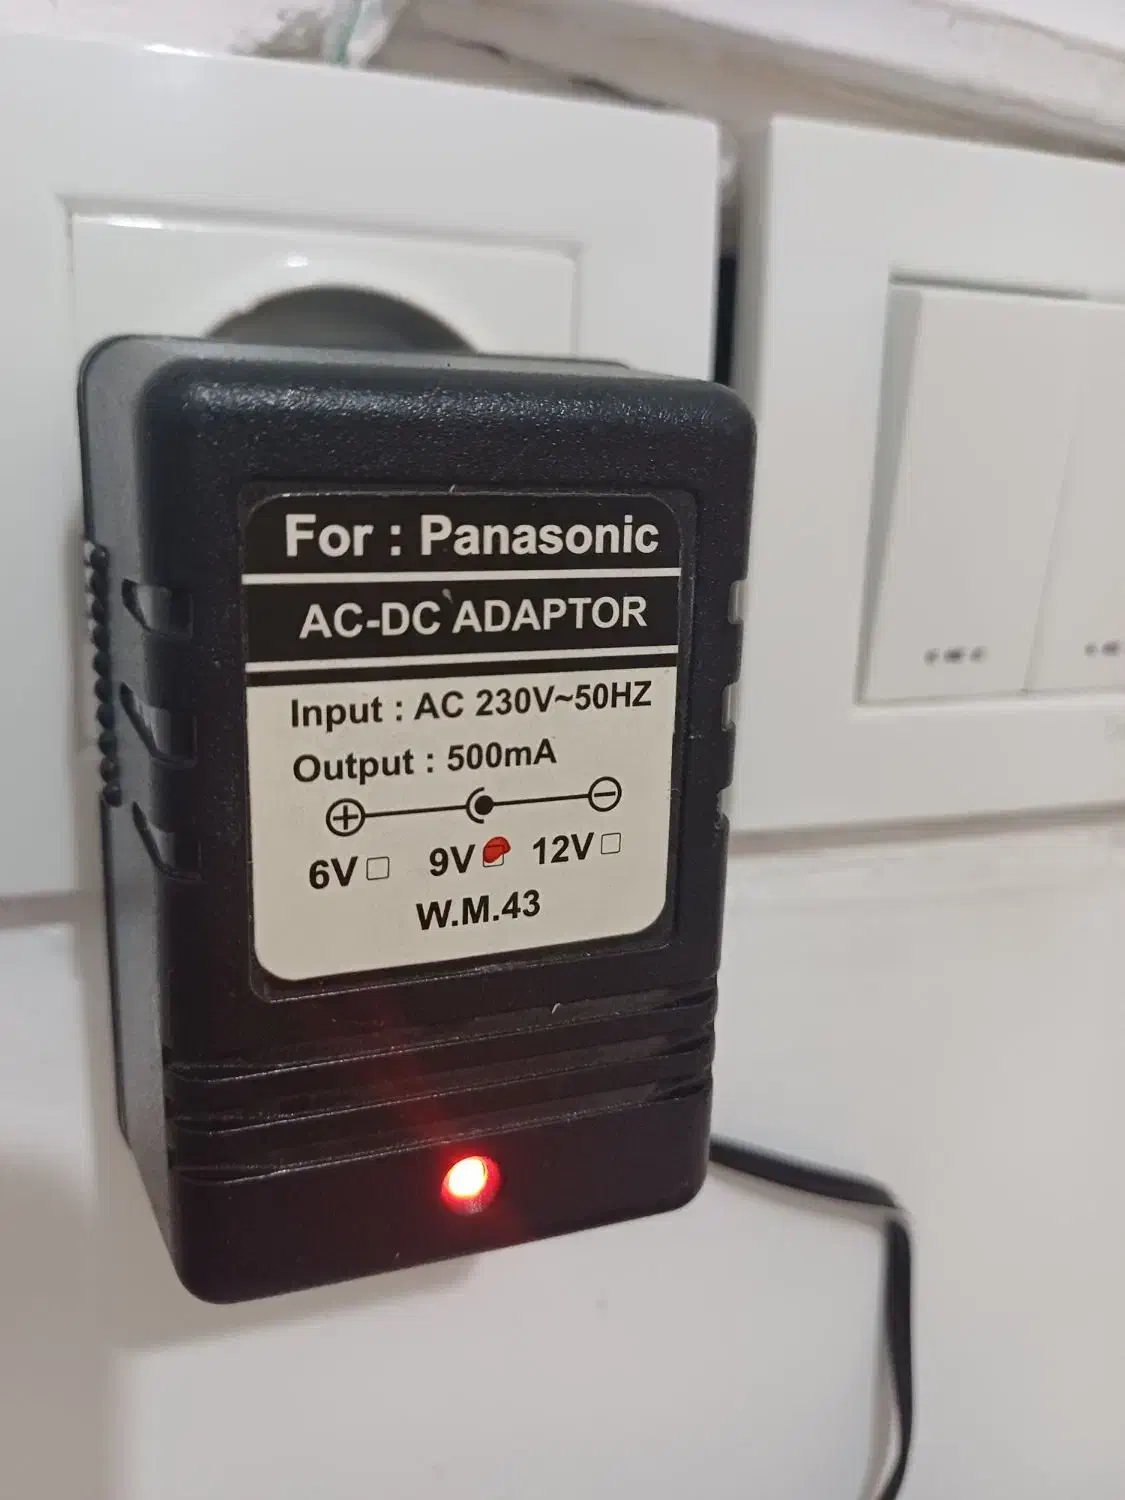 For : Panasonic
AC-DC ADAPTOR
Input : AC 230V~50HZ
Output : 500mA
6V 9V 12V
W.M.43